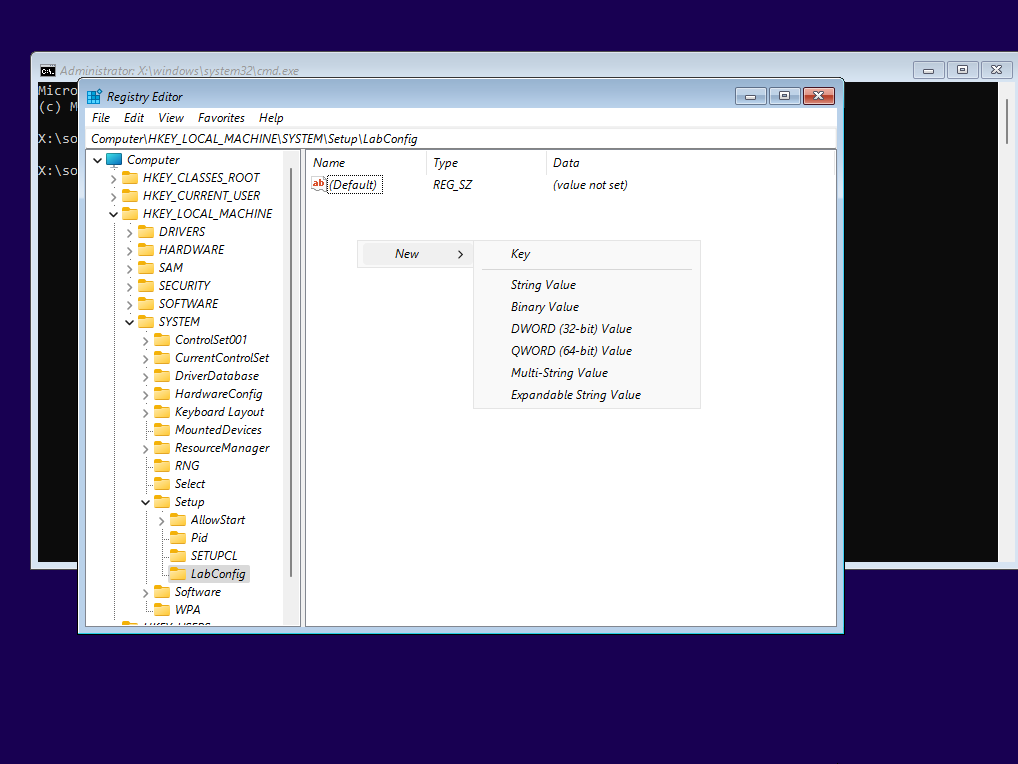 Administrator: X:\windows\system32\cmd.exe
Micro
(c) M
X:\so
X:\so
Registry Editor
File Edit View Favorites Help
Computer\HKEY_LOCAL_MACHINE\SYSTEM\Setup\LabConfig
Computer
HKEY_CLASSES_ROOT
HKEY_CURRENT_USER
HKEY_LOCAL_MACHINE
DRIVERS
HARDWARE
SAM
SECURITY
SOFTWARE
SYSTEM
ControlSet001
CurrentControlSet
DriverDatabase
HardwareConfig
Keyboard Layout
MountedDevices
ResourceManager
RNG
Select
Setup
AllowStart
Pid
SETUPCL
LabConfig
Software
WPA
HKEY_USERS
Name Type Data
ab (Default) REG_SZ (value not set)
New
Key
String Value
Binary Value
DWORD (32-bit) Value
QWORD (64-bit) Value
Multi-String Value
Expandable String Value